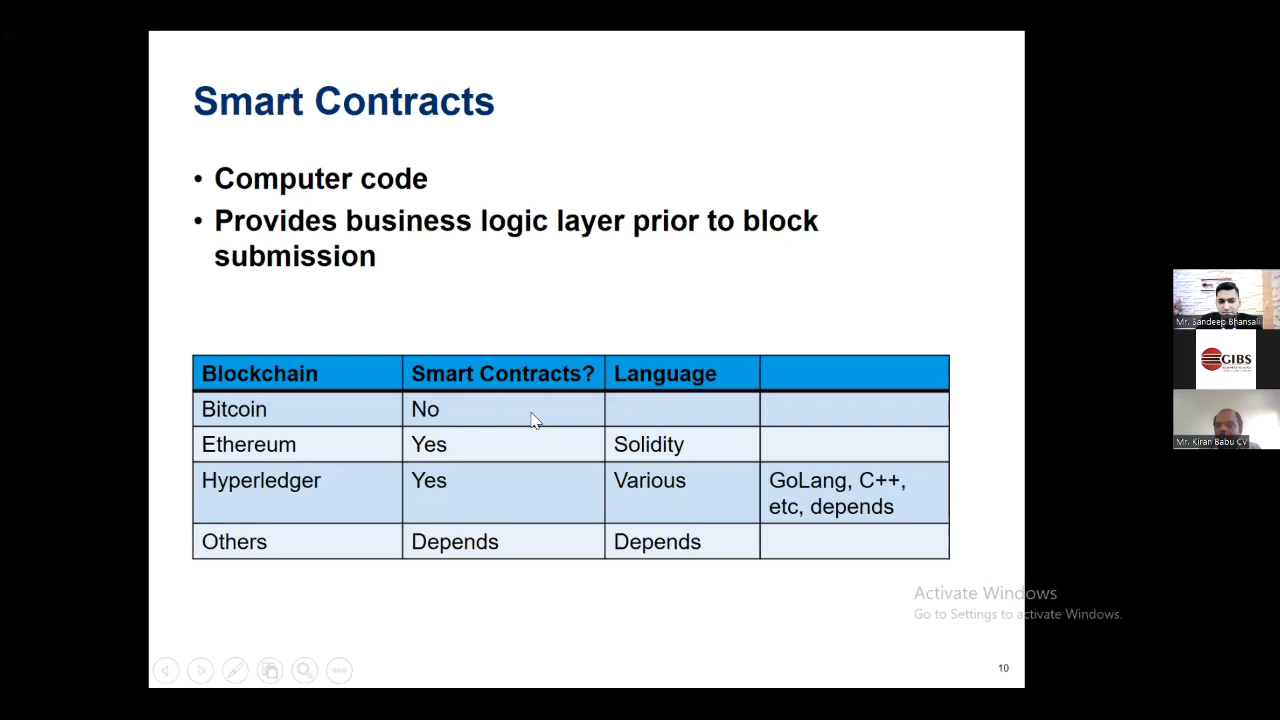 Smart Contracts
• Computer code
• Provides business logic layer prior to block
submission
Blockchain Smart Contracts? Language
Bitcoin No
Ethereum Yes Solidity
Hyperledger Yes Various GoLang, C++,
etc, depends
Others Depends Depends
Activate Windows
Go to Settings to activate Windows.
10
Mr. Sandeep Bhansali
GIBS
Mr. Kiran Babu CV